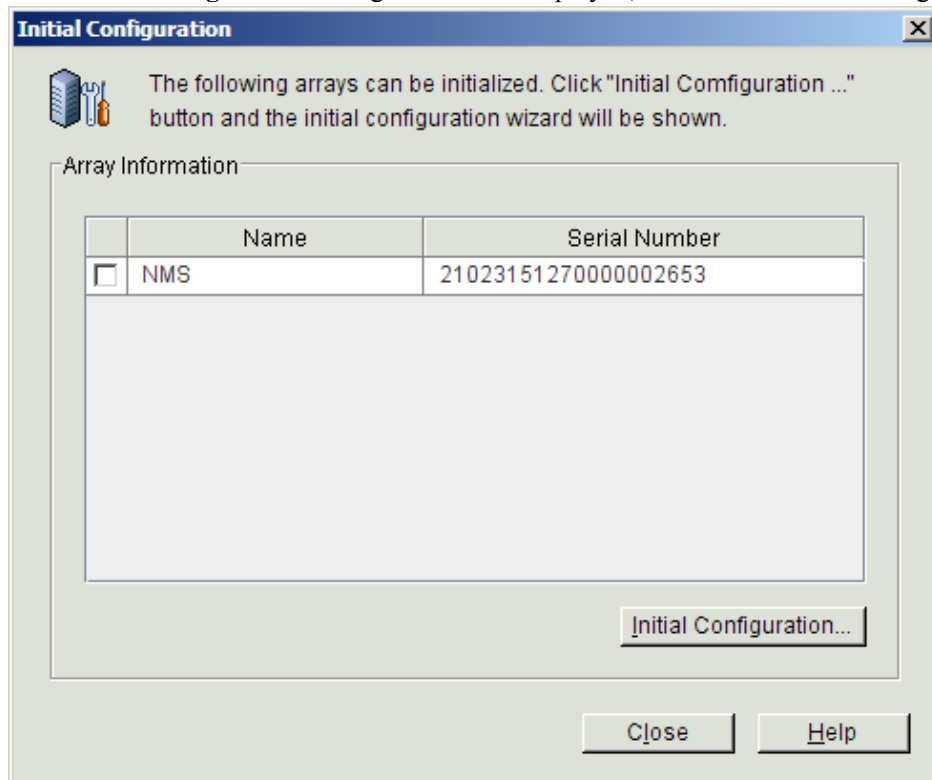 Initial Configuration
The following arrays can be initialized. Click "Initial Comfiguration ..."
button and the initial configuration wizard will be shown.
Array Information
Name Serial Number
NMS 21023151270000002653
Initial Configuration...
Close Help